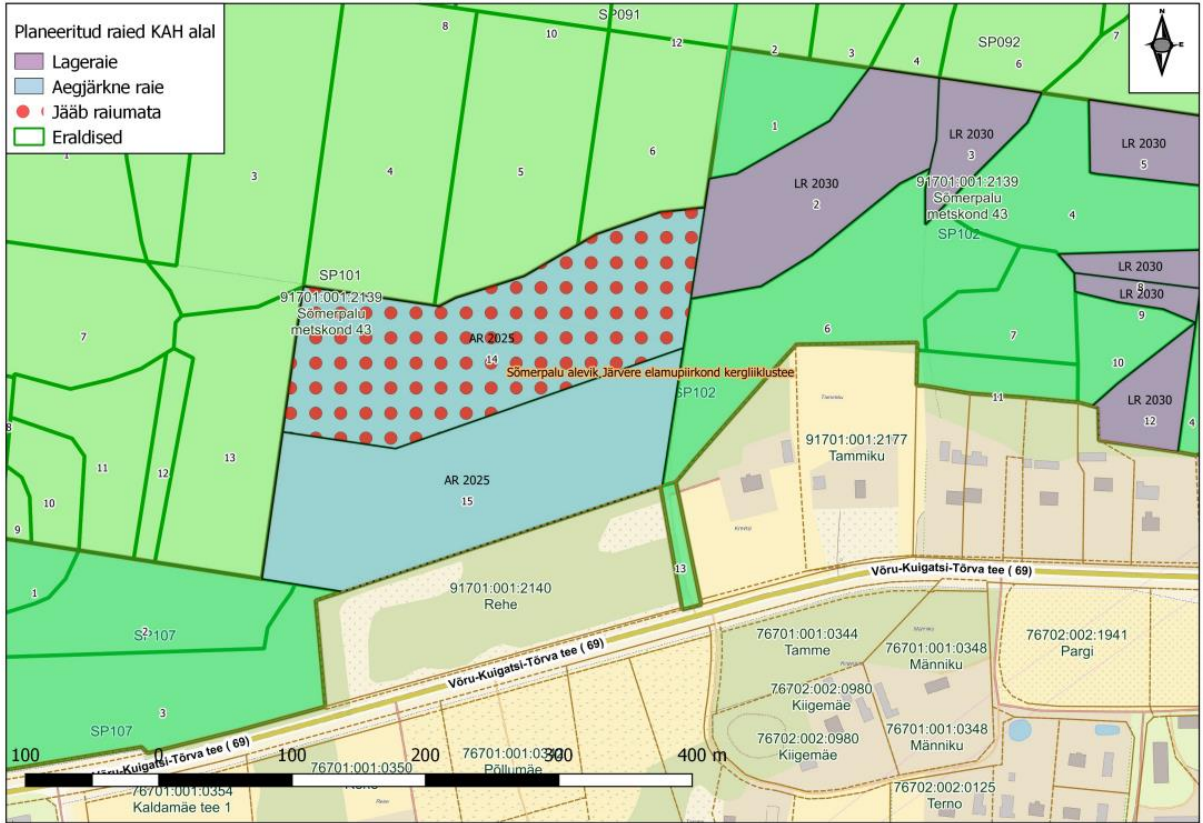 Planeeritud raied KAH alal
Lageraie
Aegjärkne raie
Jääb raiumata
Eraldised
N
E
SP091
8
10
12
2
3
4
SP092
6
7
1
3
4
5
6
1
LR 2030
2
LR 2030
3
LR 2030
5
91701:001:2139
Sõmerpalu
metskond 43
SP102
4
SP101
91701:001:2139
Sõmerpalu
metskond 43
AR 2025
14
Sõmerpalu alevik Järvere elamupiirkond kergliiklustee
SP102
LR 2030
8
LR 2030
9
6
7
10
11
LR 2030
12
4
7
8
11
12
13
10
9
AR 2025
15
91701:001:2177
Tammiku
91701:001:2140
Rehe
13
Võru-Kuigatsi-Tõrva tee ( 69)
1
2
SP107
3
SP107
Võru-Kuigatsi-Tõrva tee ( 69)
Võru-Kuigatsi-Tõrva tee ( 69)
76701:001:0344
Tamme
76701:001:0348
Männiku
76702:002:1941
Pargi
76702:002:0980
Kiigemäe
76702:002:0980
Kiigemäe
76701:001:0348
Männiku
76702:002:0125
Terno
100
0
100
200
300
400 m
76701:001:0350
Põllumäe
76701:001:0354
Kaldamäe tee 1